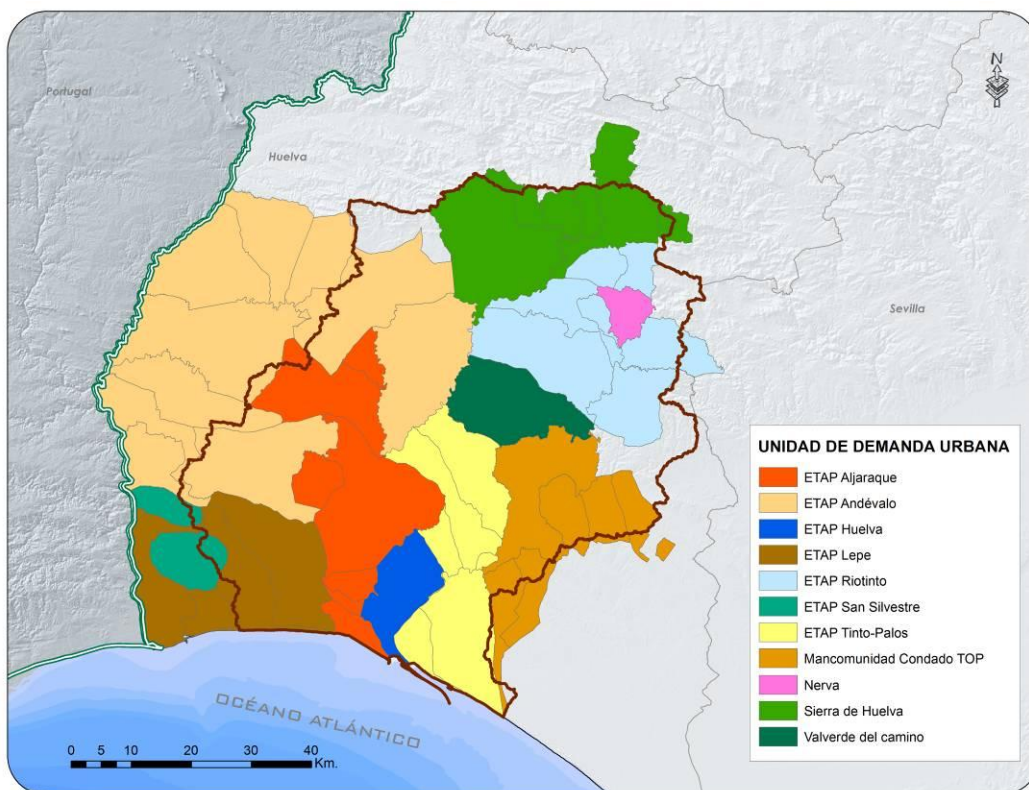 N
Portugal
Huelva
Sevilla
OCÉANO ATLÁNTICO
0 5 10 20 30 40
Km.
UNIDAD DE DEMANDA URBANA
ETAP Aljaraque
ETAP Andévalo
ETAP Huelva
ETAP Lepe
ETAP Riotinto
ETAP San Silvestre
ETAP Tinto-Palos
Mancomunidad Condado TOP
Nerva
Sierra de Huelva
Valverde del camino